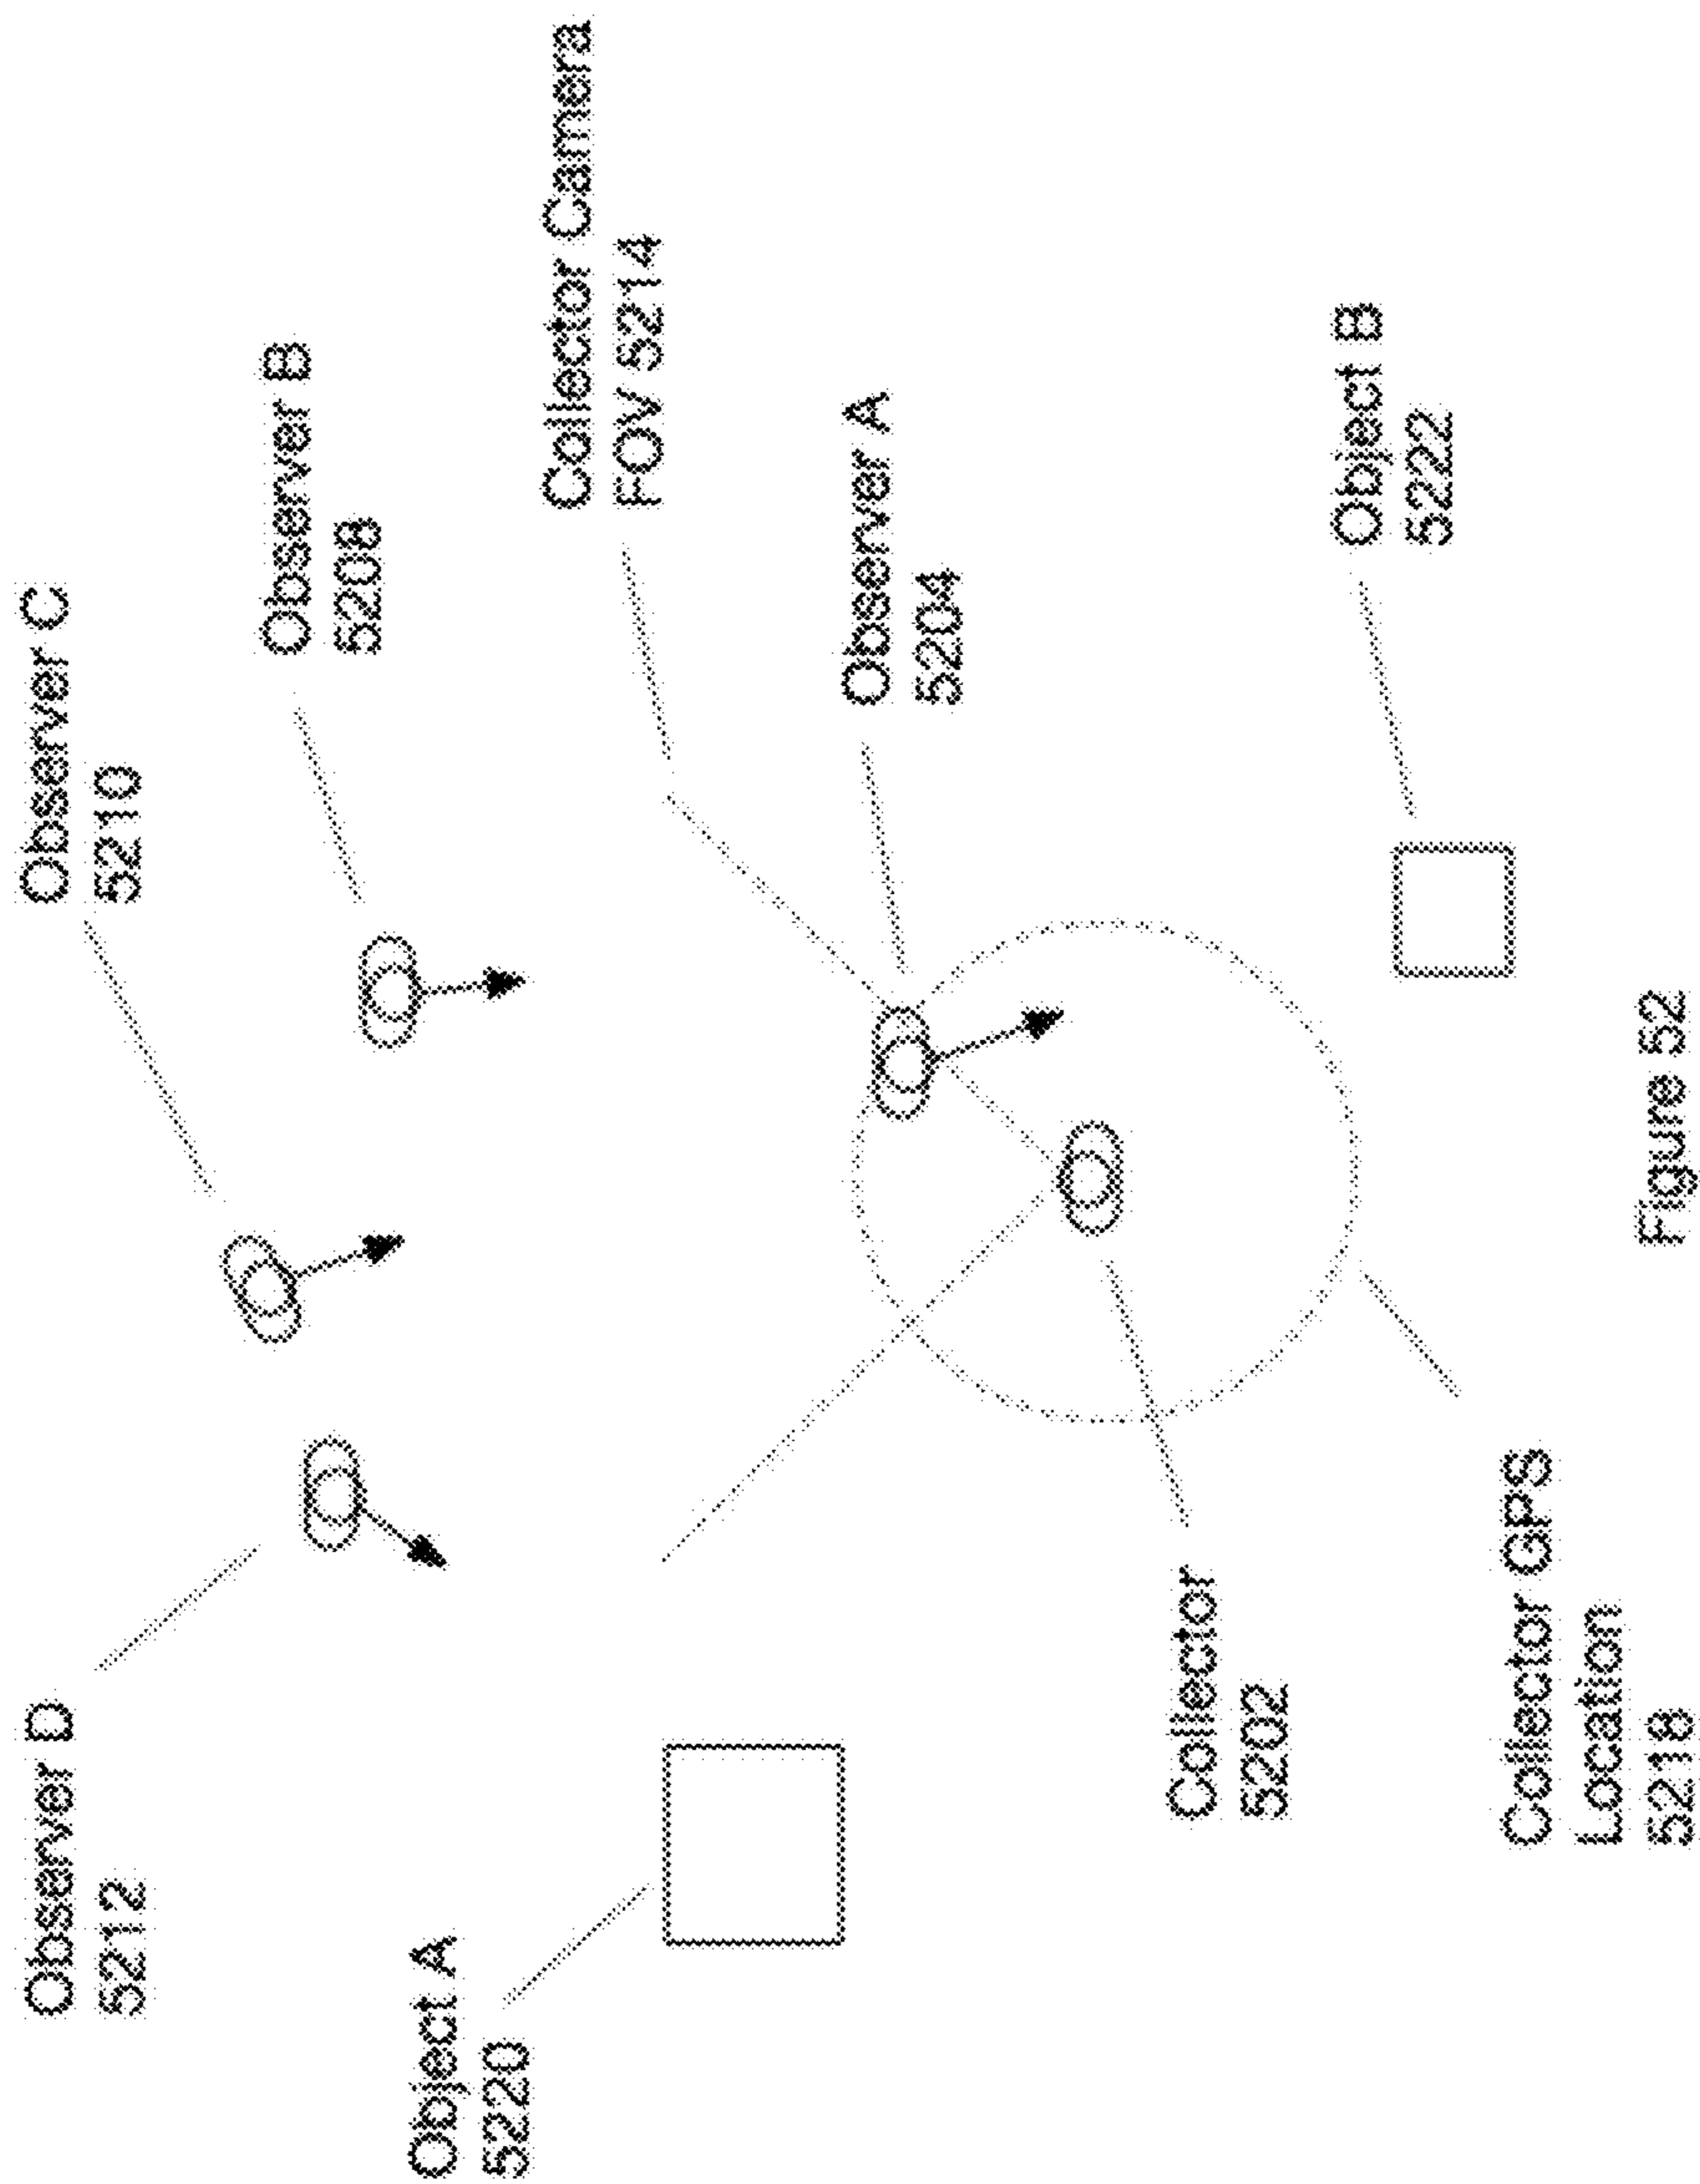 Observer D
5212
Observer C
5210
Observer B
5208
Object A
5220
Collector Camera
FOV 5214
Observer A
5204
Collector
5202
Object B
5222
Collector GPS
Location
5218
Figure 52